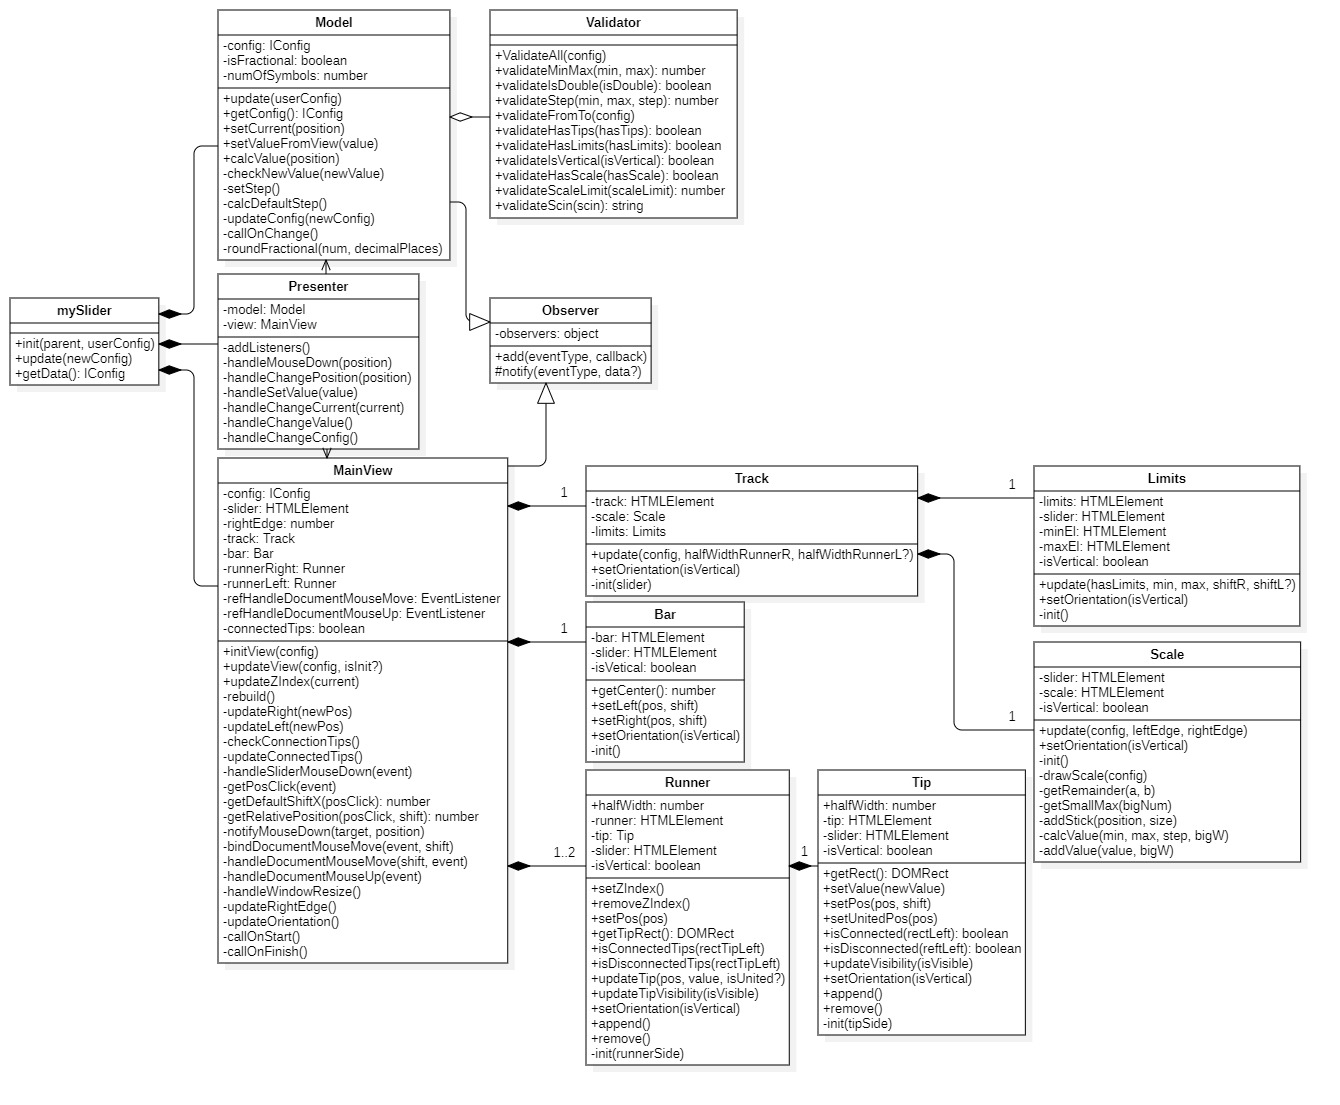 Model
-config: IConfig
-isFractional: boolean
-numOfSymbols: number
+update(userConfig)
+getConfig(): IConfig
+setCurrent(position)
+setValueFromView(value)
+calcValue(position)
-checkNewValue(newValue)
-setStep()
-calcDefaultStep()
-updateConfig(newConfig)
-callOnChange()
-roundFractional(num, decimalPlaces)
Validator
+ValidateAll(config)
+validateMinMax(min, max): number
+validateIsDouble(isDouble): boolean
+validateStep(min, max, step): number
+validateFromTo(config)
+validateHasTips(hasTips): boolean
+validateHasLimits(hasLimits): boolean
+validateIsVertical(isVertical): boolean
+validateHasScale(hasScale): boolean
+validateScaleLimit(scaleLimit): number
+validateScin(scin): string
mySlider
+init(parent, userConfig)
+update(newConfig)
+getData(): IConfig
Presenter
-model: Model
-view: MainView
-addListeners()
-handleMouseDown(position)
-handleChangePosition(position)
-handleSetValue(value)
-handleChangeCurrent(current)
-handleChangeValue()
-handleChangeConfig()
Observer
-observers: object
+add(eventType, callback)
#notify(eventType, data?)
MainView
-config: IConfig
-slider: HTMLElement
-rightEdge: number
-track: Track
-bar: Bar
-runnerRight: Runner
-runnerLeft: Runner
-refHandleDocumentMouseMove: EventListener
-refHandleDocumentMouseUp: EventListener
-connectedTips: boolean
+initView(config)
+updateView(config, isInit?)
+updateZIndex(current)
-rebuild()
-updateRight(newPos)
-updateLeft(newPos)
-checkConnectionTips()
-updateConnectedTips()
-handleSliderMouseDown(event)
-getPosClick(event)
-getDefaultShiftX(posClick): number
-getRelativePosition(posClick, shift): number
-notifyMouseDown(target, position)
-bindDocumentMouseMove(event, shift)
-handleDocumentMouseMove(shift, event)
-handleDocumentMouseUp(event)
-handleWindowResize()
-updateRightEdge()
-updateOrientation()
-callOnStart()
-callOnFinish()
1
Track
-track: HTMLElement
-scale: Scale
-limits: Limits
+update(config, halfWidthRunnerR, halfWidthRunnerL?)
+setOrientation(isVertical)
-init(slider)
1
Limits
-limits: HTMLElement
-slider: HTMLElement
-minEl: HTMLElement
-maxEl: HTMLElement
-isVertical: boolean
+update(hasLimits, min, max, shiftR, shiftL?)
+setOrientation(isVertical)
-init()
1
Bar
-bar: HTMLElement
-slider: HTMLElement
-isVetical: boolean
+getCenter(): number
+setLeft(pos, shift)
+setRight(pos, shift)
+setOrientation(isVertical)
-init()
1
Scale
-slider: HTMLElement
-scale: HTMLElement
-isVertical: boolean
+update(config, leftEdge, rightEdge)
+setOrientation(isVertical)
-init()
-drawScale(config)
-getRemainder(a, b)
-getSmallMax(bigNum)
-addStick(position, size)
-calcValue(min, max, step, bigW)
-addValue(value, bigW)
1..2
Runner
+halfWidth: number
-runner: HTMLElement
-tip: Tip
-slider: HTMLElement
-isVertical: boolean
+setZIndex()
+removeZIndex()
+setPos(pos)
+getTipRect(): DOMRect
+isConnectedTips(rectTipLeft)
+isDisconnectedTips(rectTipLeft)
+updateTip(pos, value, isUnited?)
+updateTipVisibility(isVisible)
+setOrientation(isVertical)
+append()
+remove()
-init(runnerSide)
1
Tip
+halfWidth: number
-tip: HTMLElement
-slider: HTMLElement
-isVertical: boolean
+getRect(): DOMRect
+setValue(newValue)
+setPos(pos, shift)
+setUnitedPos(pos)
+isConnected(rectLeft): boolean
+isDisconnected(reftLeft): boolean
+updateVisibility(isVisible)
+setOrientation(isVertical)
+append()
+remove()
-init(tipSide)